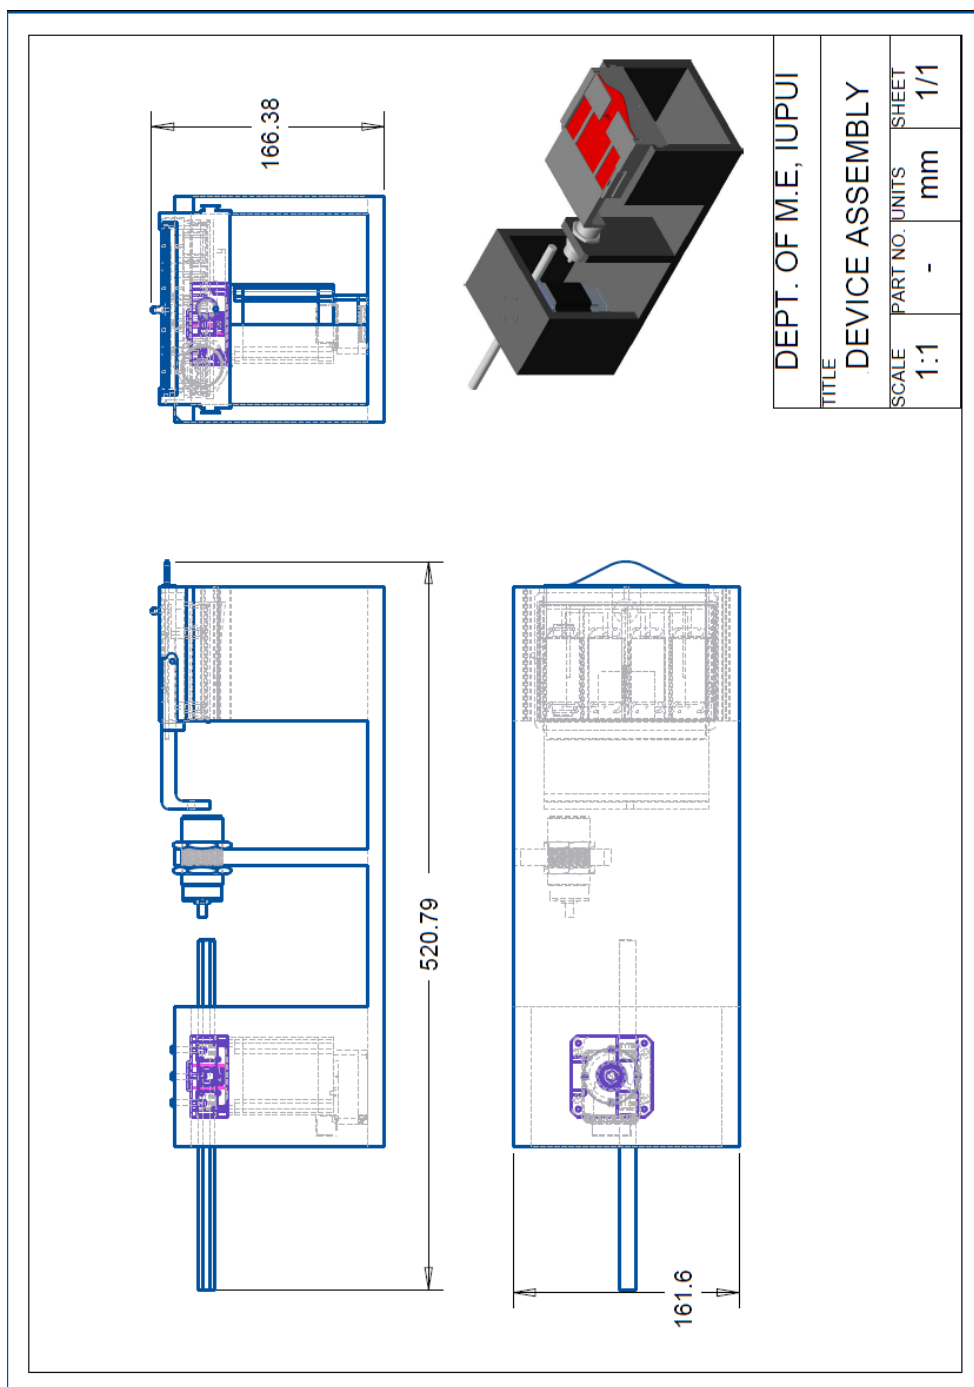 166.38
520.79
161.6
DEPT. OF M.E, IUPUI
TITLE
DEVICE ASSEMBLY
SCALE PART NO. UNITS SHEET
1:1 - mm 1/1